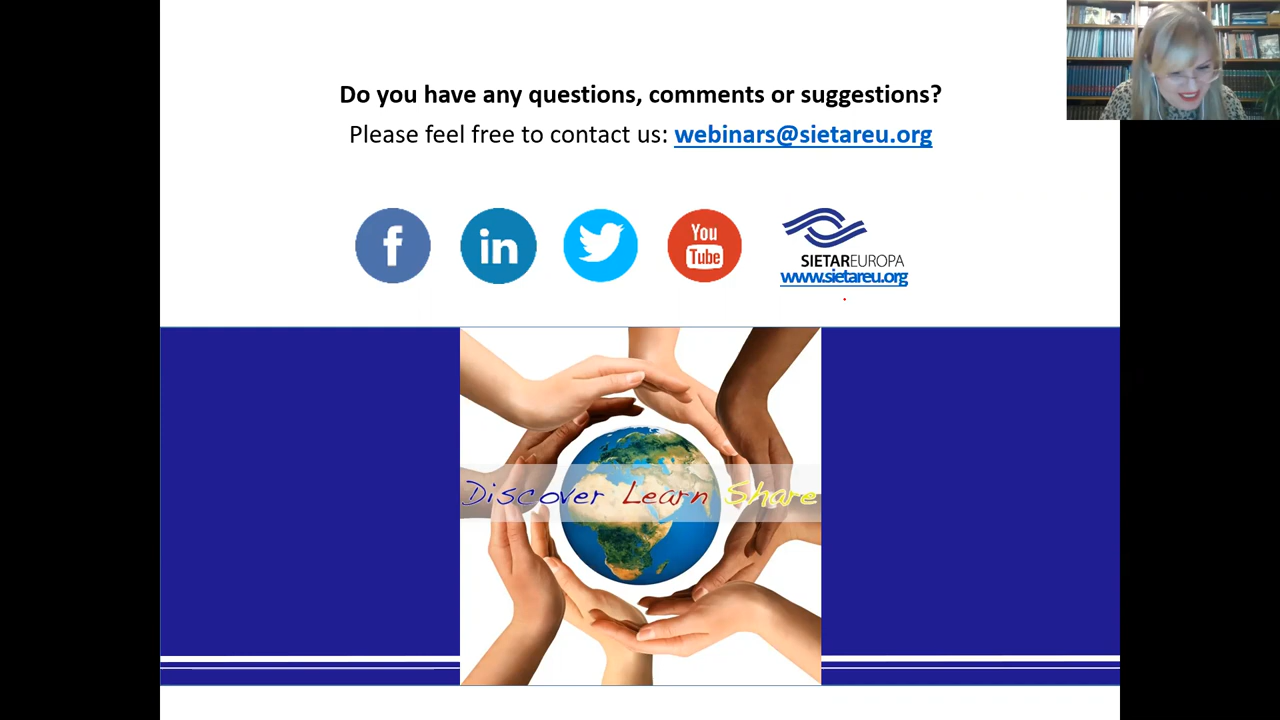 Do you have any questions, comments or suggestions?
Please feel free to contact us: webinars@sietareu.org
f
in
You
Tube
SIETAREUROPA
www.sietareu.org
Discover Learn Share